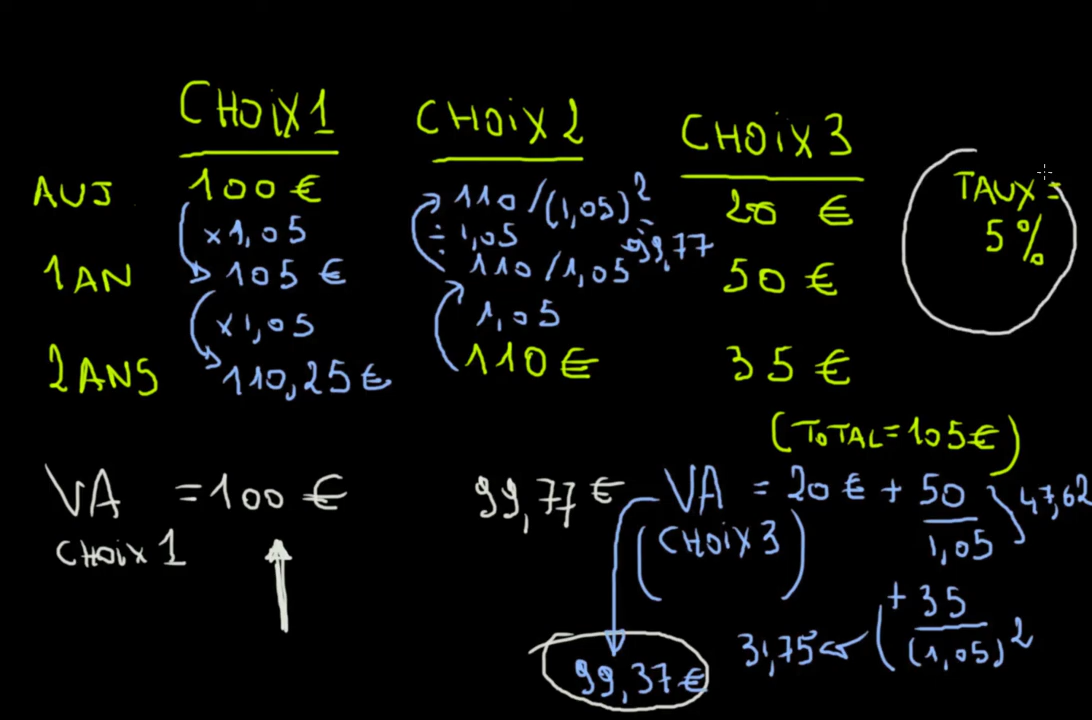 CHOIX 1 CHOIX 2 CHOIX 3
TAUX =
5%
AUJ 100 € 110/(1,05)² 20 €
x1,05 ÷ 1,05 = 99,77
1 AN 105 € 110/1,05 50 €
x1,05 1,05
2 ANS 110,25€ 110€ 35 €
(TOTAL=105€)
VA = 100 € 99,77€ VA = 20 € + 50 / 1,05 } 47,62
CHOIX 1 (CHOIX 3)
+ 35 / (1,05)²
31,75
99,37€